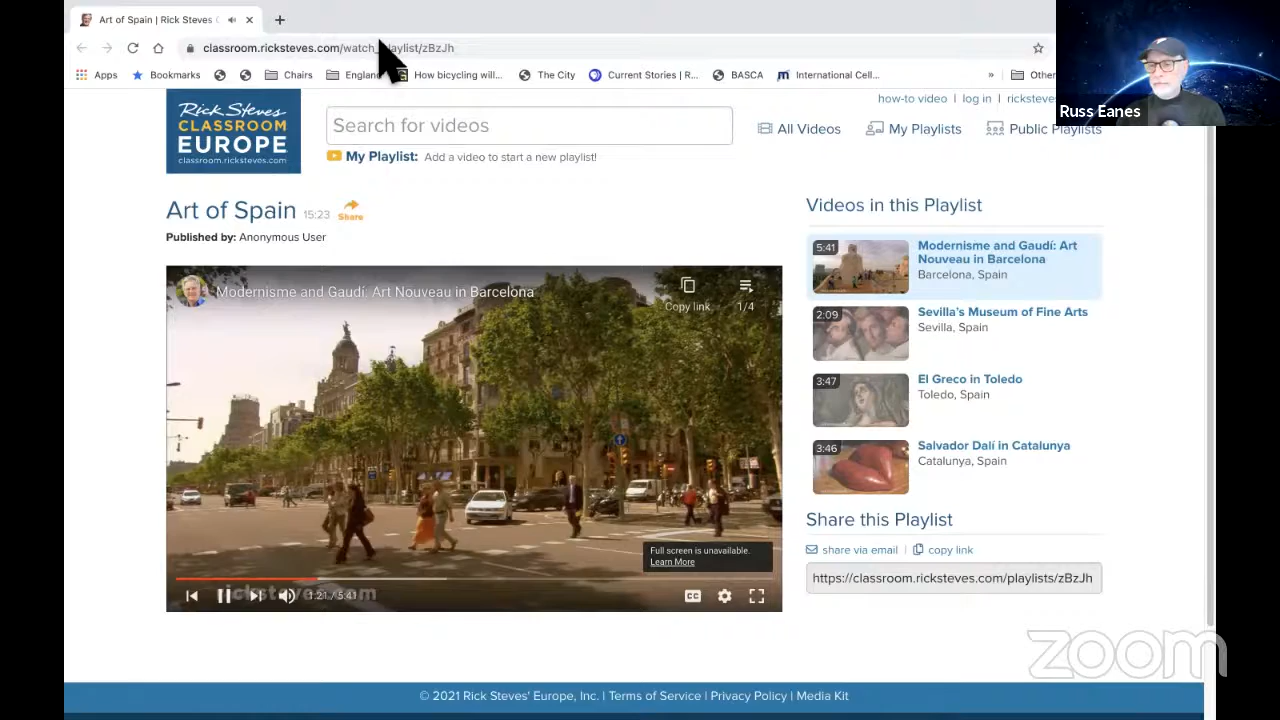 Art of Spain | Rick Steves
classroom.ricksteves.com/watch_playlist/zBzJh
Apps
Bookmarks
Chairs
England
How bicycling will...
The City
Current Stories | R...
BASCA
International Cell...
»
Other
Russ Eanes
Rick Steves
CLASSROOM
EUROPE
classroom.ricksteves.com
Search for videos
My Playlist: Add a video to start a new playlist!
how-to video | log in | ricksteves
All Videos
My Playlists
Public Playlists
Art of Spain 15:23 Share
Published by: Anonymous User
Modernisme and Gaudí: Art Nouveau in Barcelona
Copy link
1/4
Full screen is unavailable.
Learn More
ricksteves.com
1:21 / 5:41
CC
Videos in this Playlist
5:41
Modernisme and Gaudí: Art
Nouveau in Barcelona
Barcelona, Spain
2:09
Sevilla's Museum of Fine Arts
Sevilla, Spain
3:47
El Greco in Toledo
Toledo, Spain
3:46
Salvador Dalí in Catalunya
Catalunya, Spain
Share this Playlist
share via email | copy link
https://classroom.ricksteves.com/playlists/zBzJh
zoom
© 2021 Rick Steves' Europe, Inc. | Terms of Service | Privacy Policy | Media Kit